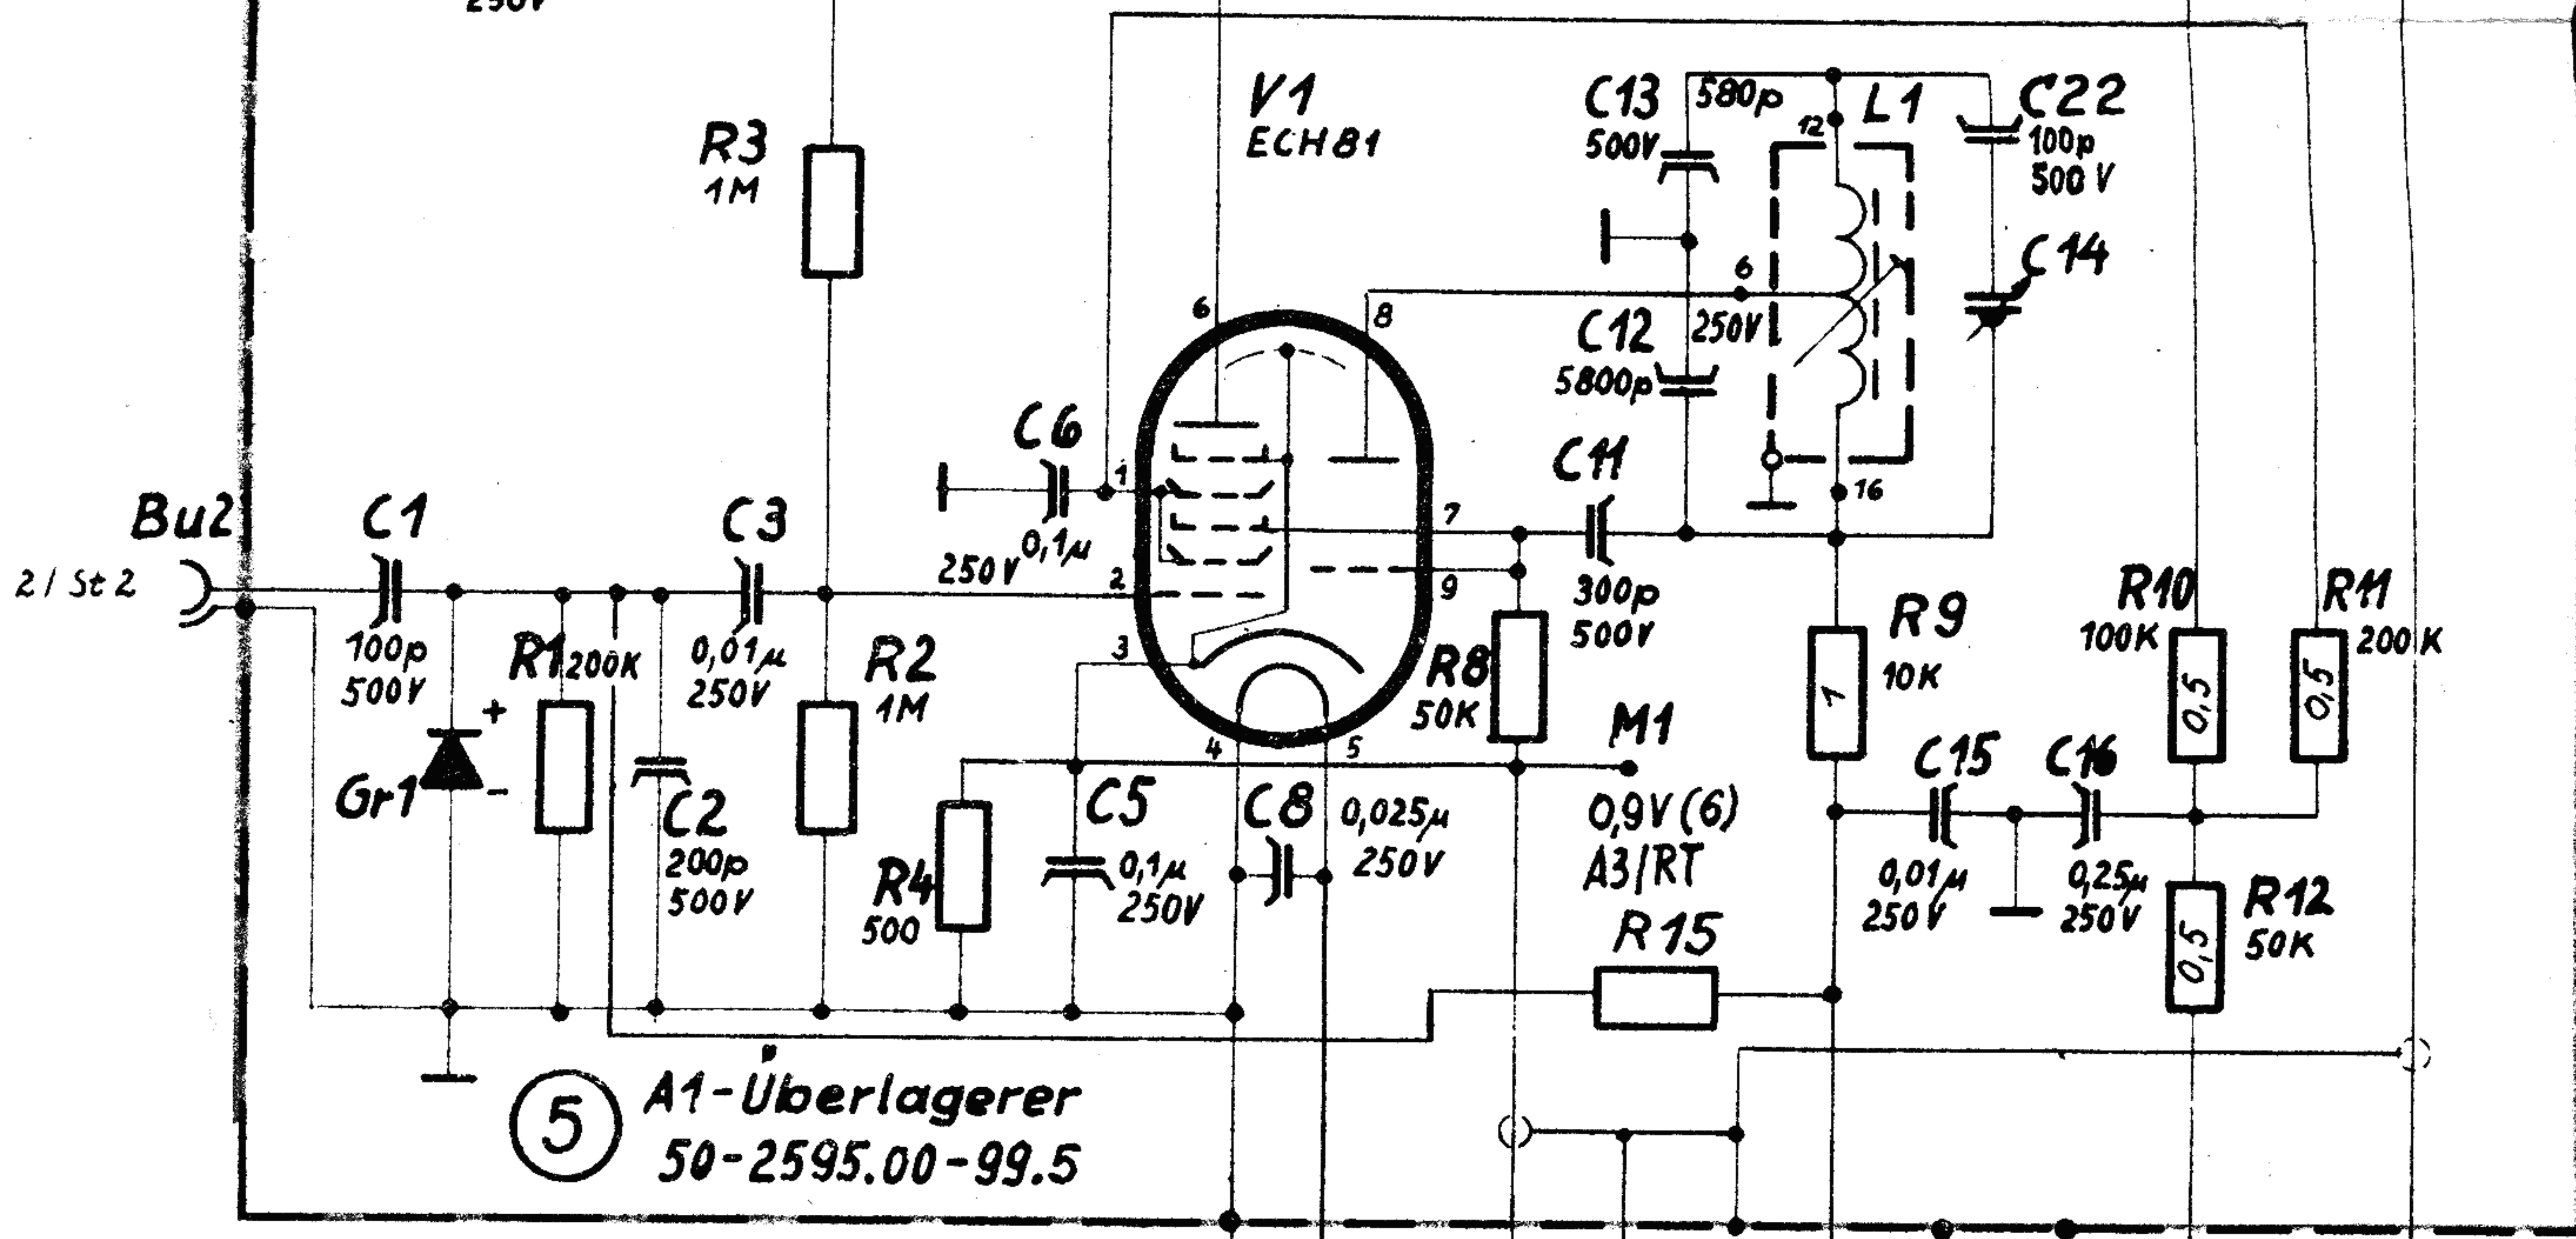 250V
V1
ECH81
R3
1M
C13
500V
580p
12
L1
C22
100p
500V
C14
6
6
8
250V
C12
5800p
C6
1
0,1µ
250V
C11
300p
500V
16
7
9
2
3
4
5
Bu2
2/St2
C1
100p
500V
C3
0,01µ
250V
R1
200K
R2
1M
+
-
Gr1
C2
200p
500V
R4
500
C5
0,1µ
250V
C8
0,025µ
250V
R8
50K
M1
0,9V(6)
A3/RT
R15
R9
10K
1
R10
100K
0,5
R11
200K
0,5
C15
0,01µ
250V
C16
0,25µ
250V
R12
50K
0,5
5
A1-Überlagerer
50-2595.00-99.5